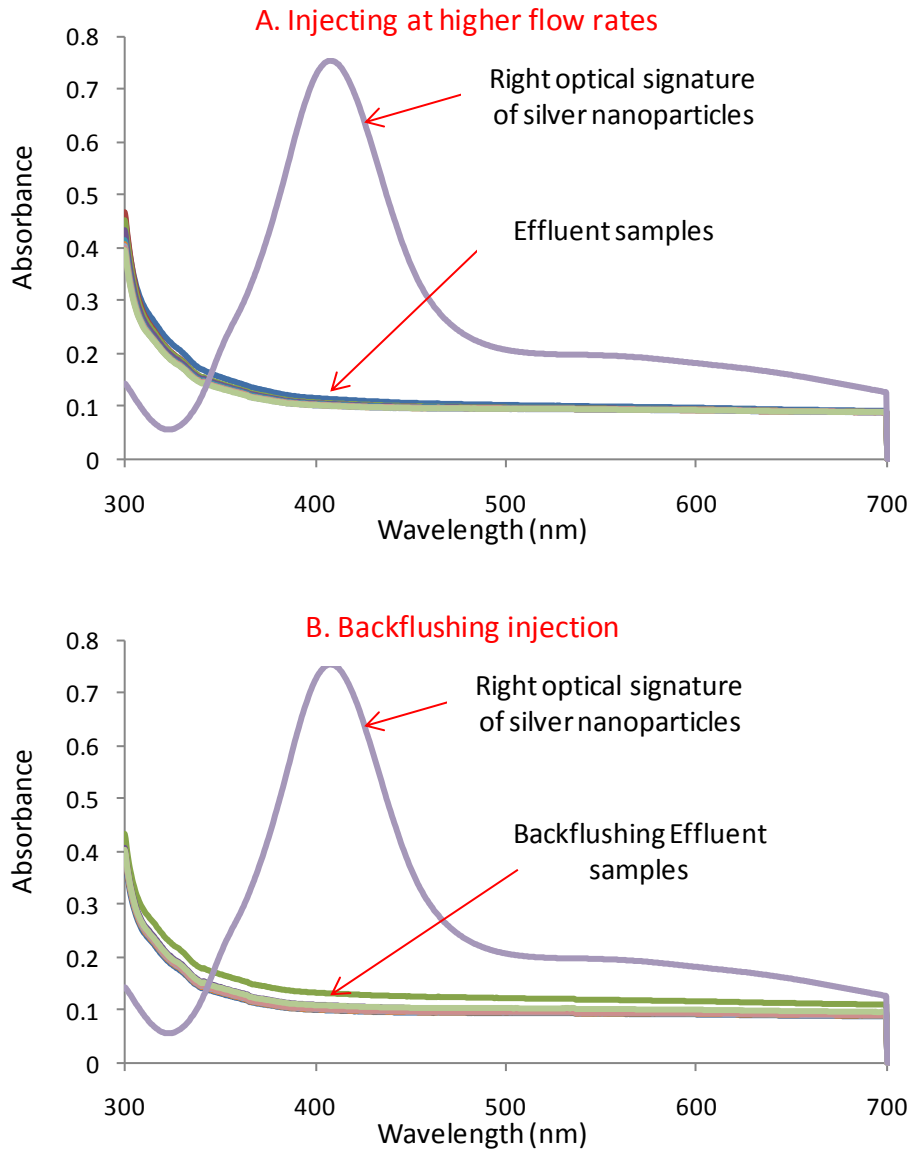 A. Injecting at higher flow rates
0.8
0.7
0.6
0.5
0.4
0.3
0.2
0.1
0
Absorbance
Right optical signature
of silver nanoparticles
Effluent samples
300
400
500
600
700
Wavelength (nm)
B. Backflushing injection
0.8
0.7
0.6
0.5
0.4
0.3
0.2
0.1
0
Absorbance
Right optical signature
of silver nanoparticles
Backflushing Effluent
samples
300
400
500
600
700
Wavelength (nm)